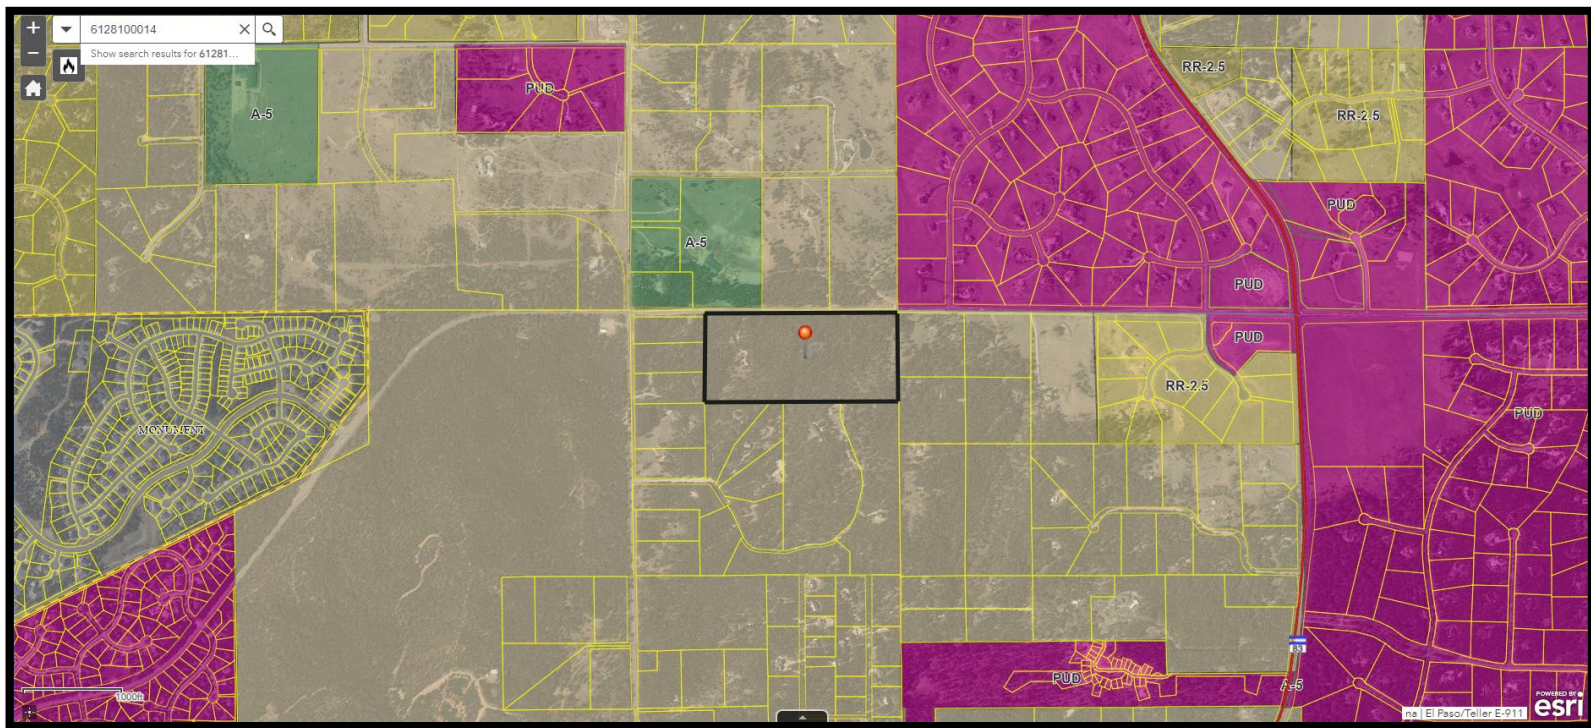 +
6128100014
Show search results for 61281...
−
A-5
PUD
RR-2.5
RR-2.5
PUD
A-5
PUD
PUD
RR-2.5
PUD
MONUMENT
83
PUD
A-5
1000ft
na | El Paso/Teller E-911
POWERED BY
esri